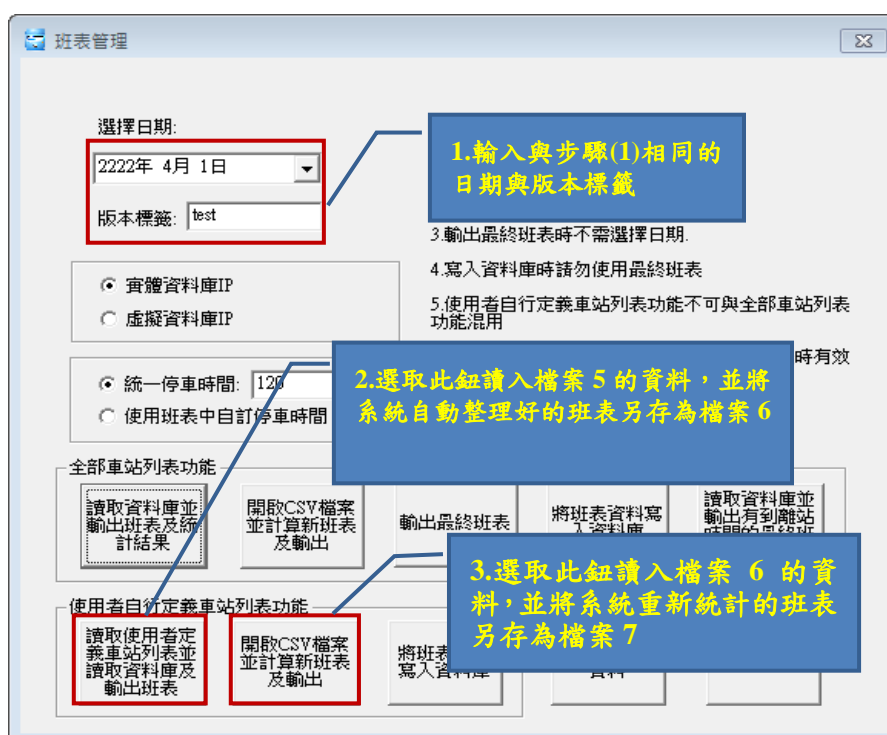 班表管理
選擇日期:
2222年 4月 1日
版本標籤: test
1.輸入與步驟(1)相同的
日期與版本標籤
3.輸出最終班表時不需選擇日期.
4.寫入資料庫時請勿使用最終班表
5.使用者自行定義車站列表功能不可與全部車站列表
功能混用
時有效
實體資料庫IP
虛擬資料庫IP
統一停車時間: 120
使用班表中自訂停車時間
2.選取此鈕讀入檔案 5 的資料，並將
系統自動整理好的班表另存為檔案 6
全部車站列表功能
讀取資料庫並
輸出班表及統
計結果
開啟CSV檔案
並計算新班表
及輸出
輸出最終班表
將班表資料寫
入資料庫
讀取資料庫並
輸出有到離站
3.選取此鈕讀入檔案 6 的資
料，並將系統重新統計的班表
另存為檔案 7
使用者自行定義車站列表功能
讀取使用者定
義車站列表並
讀取資料庫及
輸出班表
開啟CSV檔案
並計算新班表
及輸出
將班表
寫入資料庫
資料